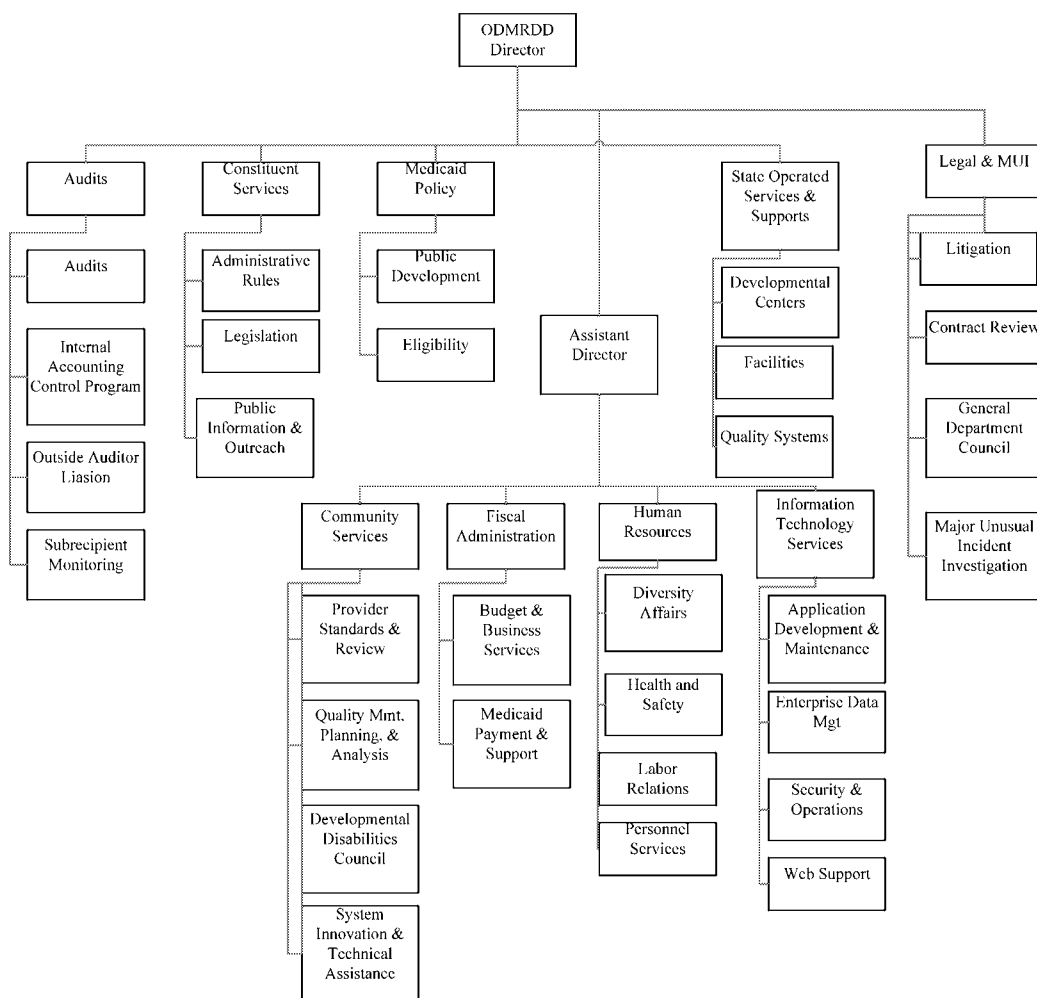 ODMRDD
Director
Audits
Constituent
Services
Medicaid
Policy
State Operated
Services &
Supports
Legal & MUI
Audits
Internal
Accounting
Control Program
Outside Auditor
Liasion
Subrecipient
Monitoring
Administrative
Rules
Legislation
Public
Information &
Outreach
Public
Development
Eligibility
Assistant
Director
Developmental
Centers
Facilities
Quality Systems
Litigation
Contract Review
General
Department
Council
Major Unusual
Incident
Investigation
Community
Services
Provider
Standards &
Review
Quality Mmt,
Planning, &
Analysis
Developmental
Disabilities
Council
System
Innovation &
Technical
Assistance
Fiscal
Administration
Budget &
Business
Services
Medicaid
Payment &
Support
Human
Resources
Diversity
Affairs
Health and
Safety
Labor
Relations
Personnel
Services
Information
Technology
Services
Application
Development &
Maintenance
Enterprise Data
Mgt
Security &
Operations
Web Support